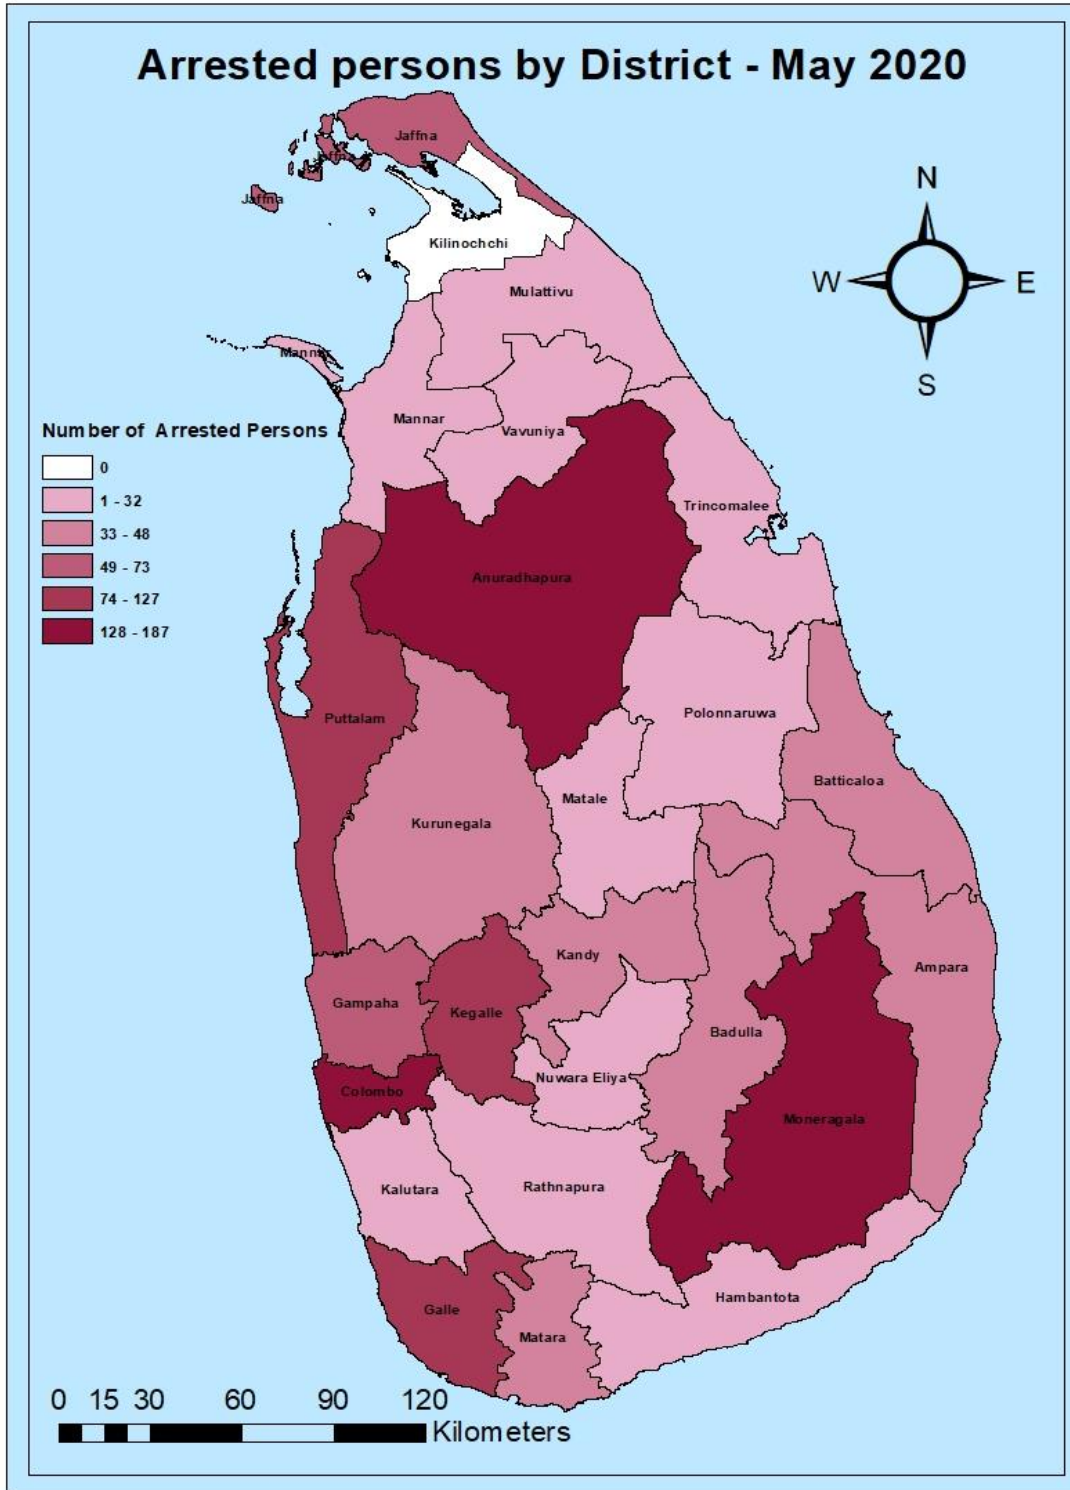 Arrested persons by District - May 2020
Jaffna
Jaffna
Jaffna
N
W
E
S
Kilinochchi
Mulattivu
Mannar
Mannar
Vavuniya
Number of Arrested Persons
0
1 - 32
33 - 48
49 - 73
74 - 127
128 - 187
Trincomalee
Anuradhapura
Puttalam
Polonnaruwa
Batticaloa
Matale
Kurunegala
Kandy
Ampara
Gampaha
Kegalle
Badulla
Nuwara Eliya
Colombo
Moneragala
Kalutara
Rathnapura
Hambantota
Galle
Matara
0 15 30 60 90 120
Kilometers